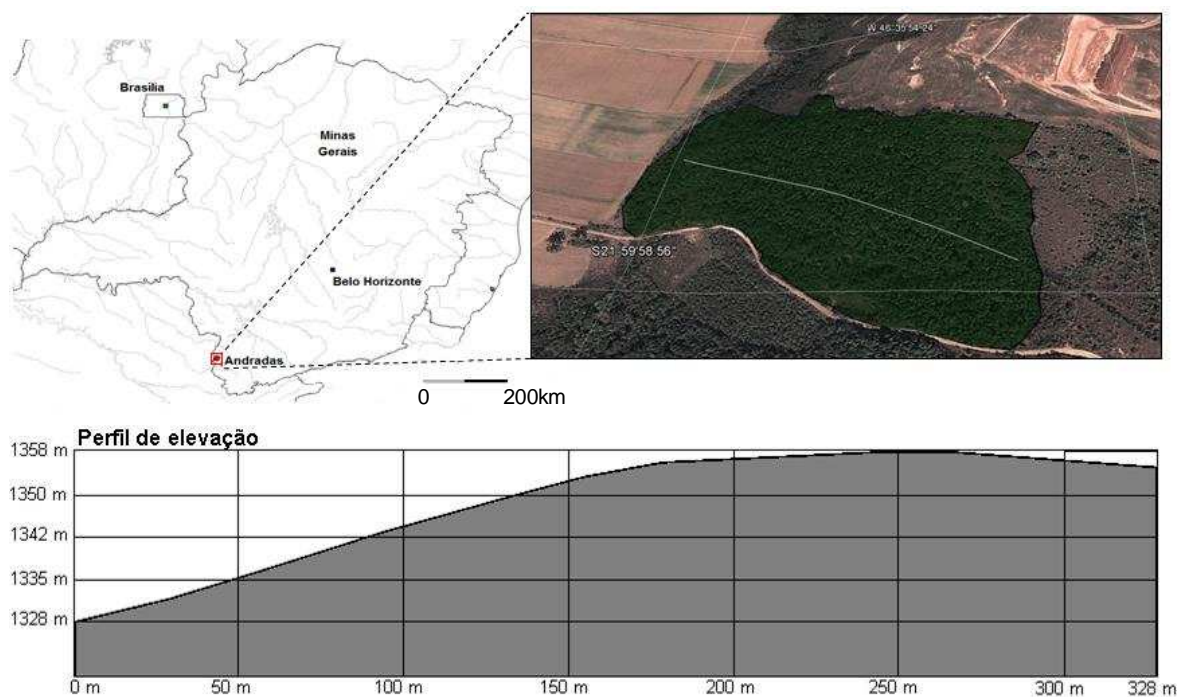 W 46°35'54.24"
Brasília
Minas
Gerais
S21°59'58.56"
Belo Horizonte
Andradas
0 200km
Perfil de elevação
1358 m
1350 m
1342 m
1335 m
1328 m
0 m 50 m 100 m 150 m 200 m 250 m 300 m 328 m